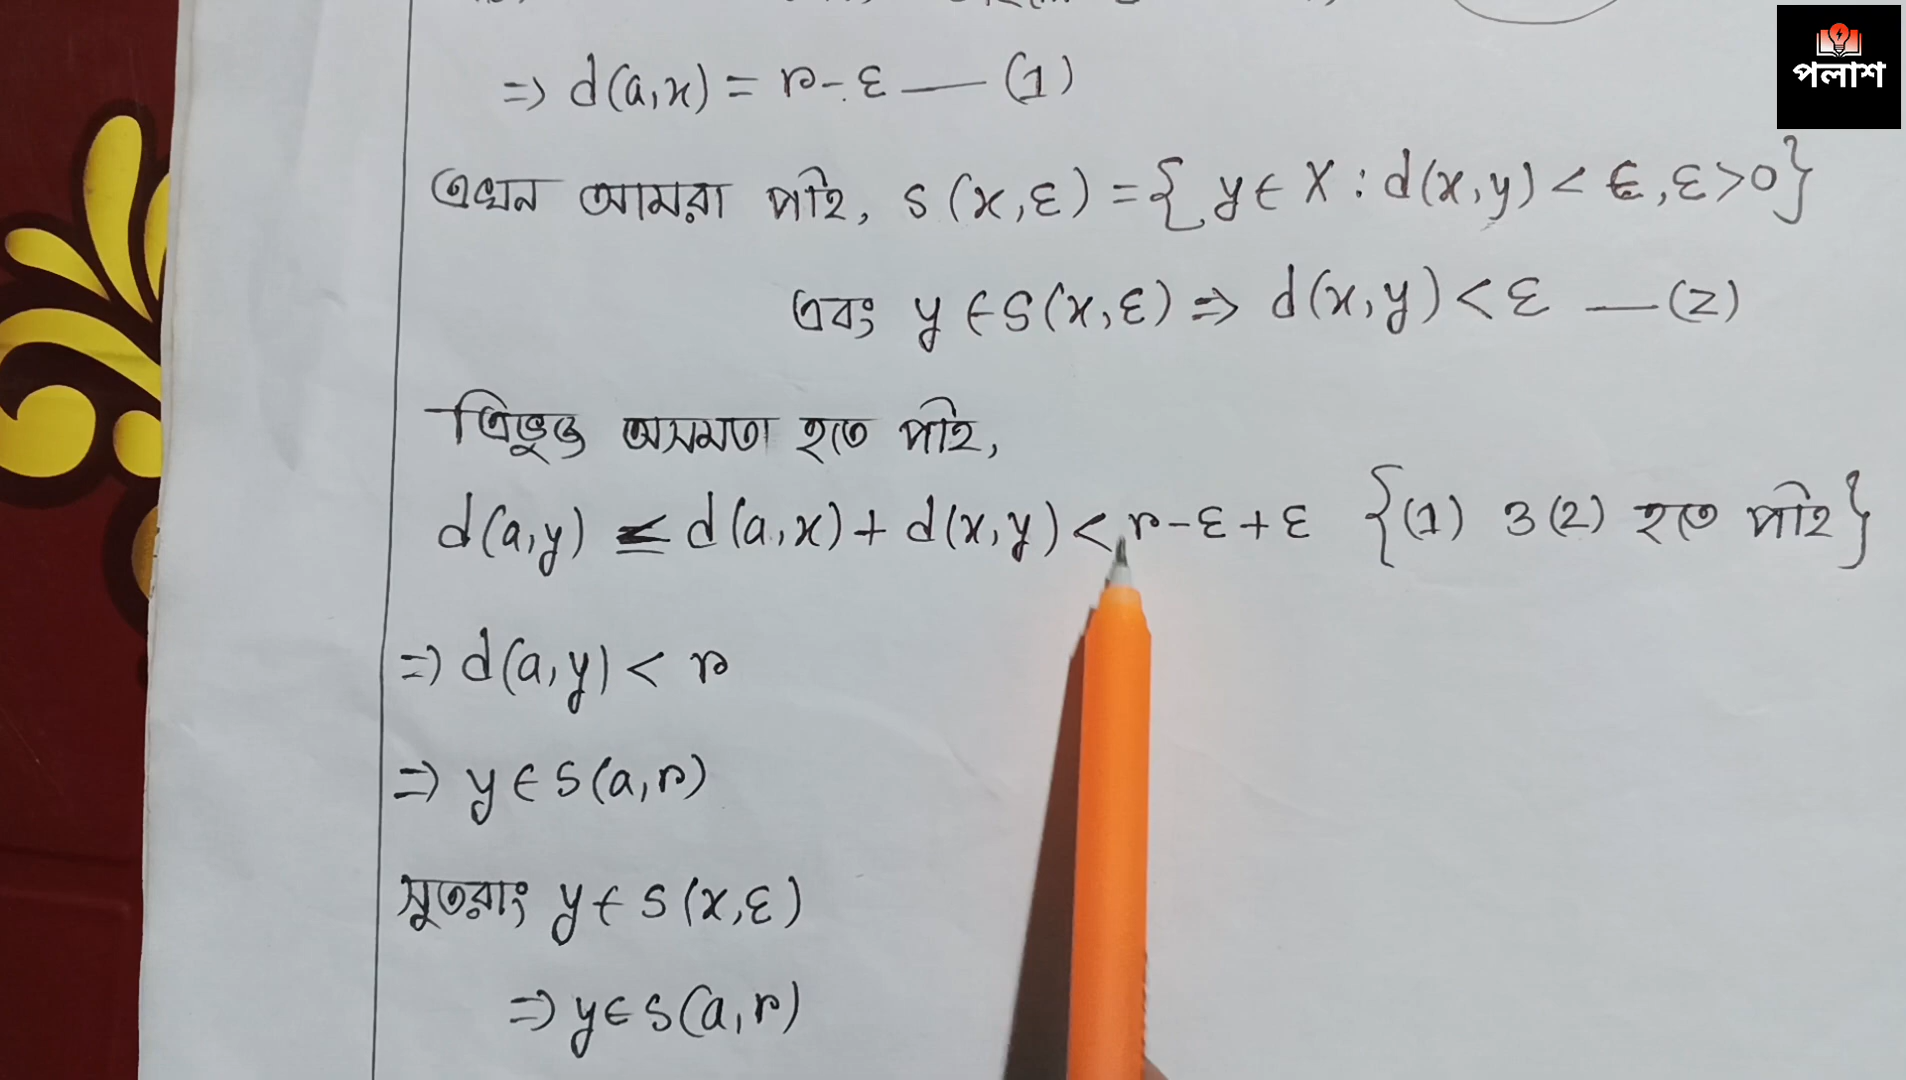 ⇒ d(a,x) = r-ε — (1)
পলাশ
এখন আমরা পাই, S(x,ε) = { y ∈ X : d(x,y) < ε, ε>0}
এবং y ∈ S(x,ε) ⇒ d(x,y) < ε — (2)
ত্রিভুজ অসমতা হতে পাই,
d(a,y) ≤ d(a,x) + d(x,y) < r-ε+ε {(1) ও (2) হতে পাই}
⇒ d(a,y) < r
⇒ y ∈ S(a,r)
সুতরাং y ∈ S(x,ε)
⇒ y ∈ S(a,r)